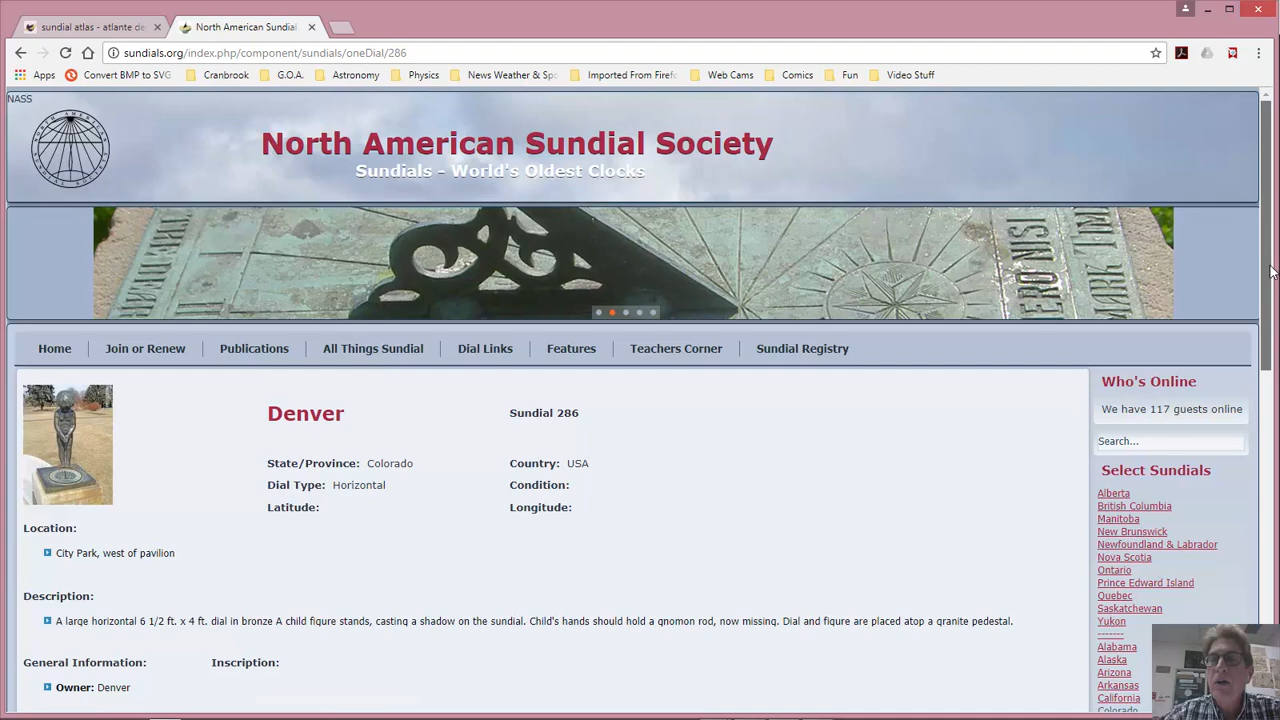 sundial atlas - atlante de
North American Sundial
sundials.org/index.php/component/sundials/oneDial/286
Apps
Convert BMP to SVG
Cranbrook
G.O.A.
Astronomy
Physics
News Weather & Spo
Imported From Firef
Web Cams
Comics
Fun
Video Stuff
NASS
North American Sundial Society
Sundials - World's Oldest Clocks
ERO NISI
MARK TIM
Home
Join or Renew
Publications
All Things Sundial
Dial Links
Features
Teachers Corner
Sundial Registry
Denver
Sundial 286
State/Province: Colorado
Country: USA
Dial Type: Horizontal
Condition:
Latitude:
Longitude:
Location:
City Park, west of pavilion
Description:
A large horizontal 6 1/2 ft. x 4 ft. dial in bronze A child figure stands, casting a shadow on the sundial. Child's hands should hold a gnomon rod, now missing. Dial and figure are placed atop a granite pedestal.
General Information:
Inscription:
Owner: Denver
Who's Online
We have 117 guests online
Search...
Select Sundials
Alberta
British Columbia
Manitoba
New Brunswick
Newfoundland & Labrador
Nova Scotia
Ontario
Prince Edward Island
Quebec
Saskatchewan
Yukon
-------
Alabama
Alaska
Arizona
Arkansas
California
Colorado